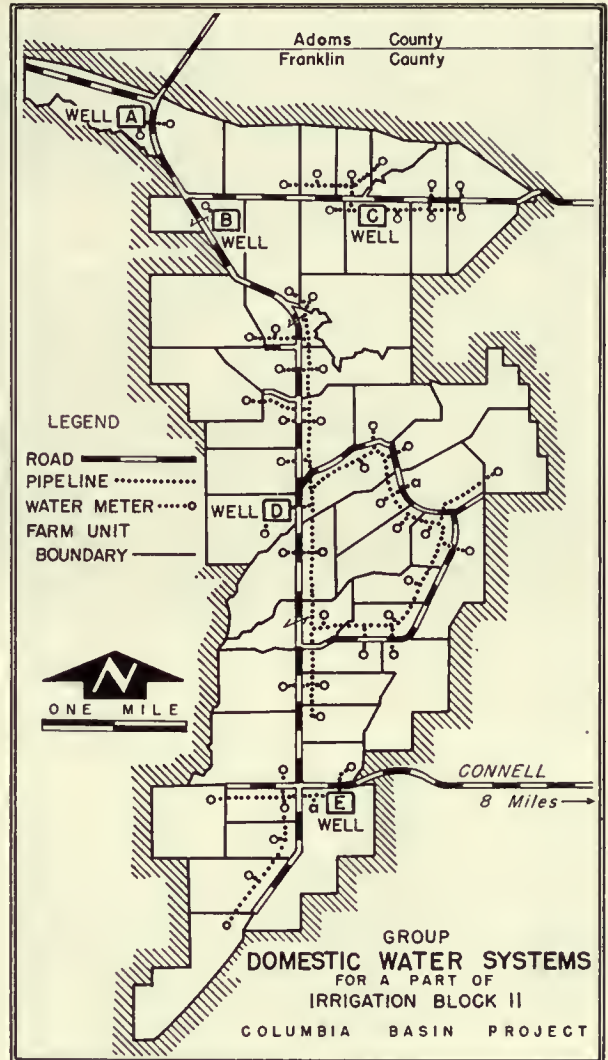 Adams County
Franklin County
WELL A
B
WELL
C
WELL
LEGEND
ROAD
PIPELINE
WATER METER
FARM UNIT
BOUNDARY
WELL D
a
N
ONE MILE
CONNELL
8 Miles
a
E
WELL
GROUP
DOMESTIC WATER SYSTEMS
FOR A PART OF
IRRIGATION BLOCK II
COLUMBIA BASIN PROJECT